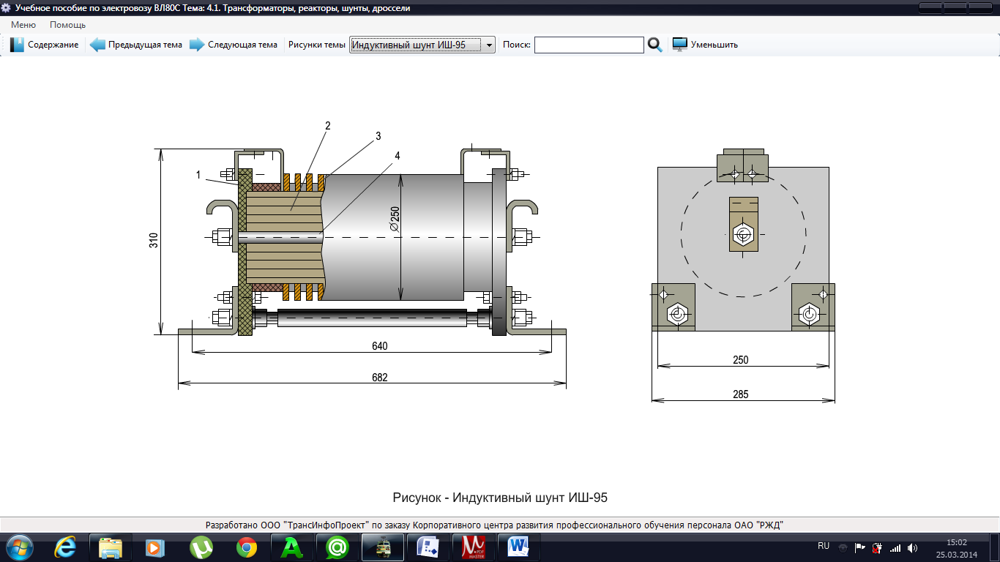 Учебное пособие по электровозу ВЛ80С Тема: 4.1. Трансформаторы, реакторы, шунты, дроссели
Меню Помощь
Содержание Предыдущая тема Следующая тема Рисунки темы Индуктивный шунт ИШ-95 Поиск: Уменьшить
2
3
4
1
310
∅250
640
682
250
285
Рисунок - Индуктивный шунт ИШ-95
Разработано ООО "ТрансИнфоПроект" по заказу Корпоративного центра развития профессионального обучения персонала ОАО "РЖД"
RU 15:02
25.03.2014